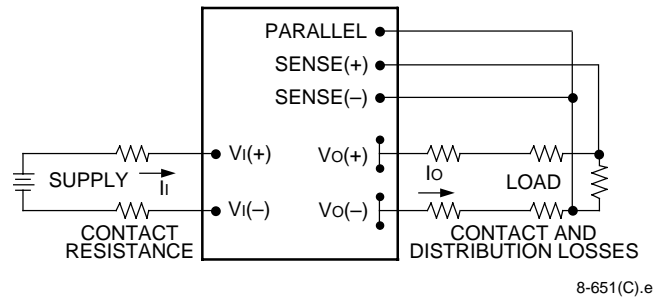 PARALLEL
SENSE(+)
SENSE(–)
VI(+)
VO(+)
SUPPLY
II
IO
LOAD
VI(–)
VO(–)
CONTACT
RESISTANCE
CONTACT AND
DISTRIBUTION LOSSES
8-651(C).e